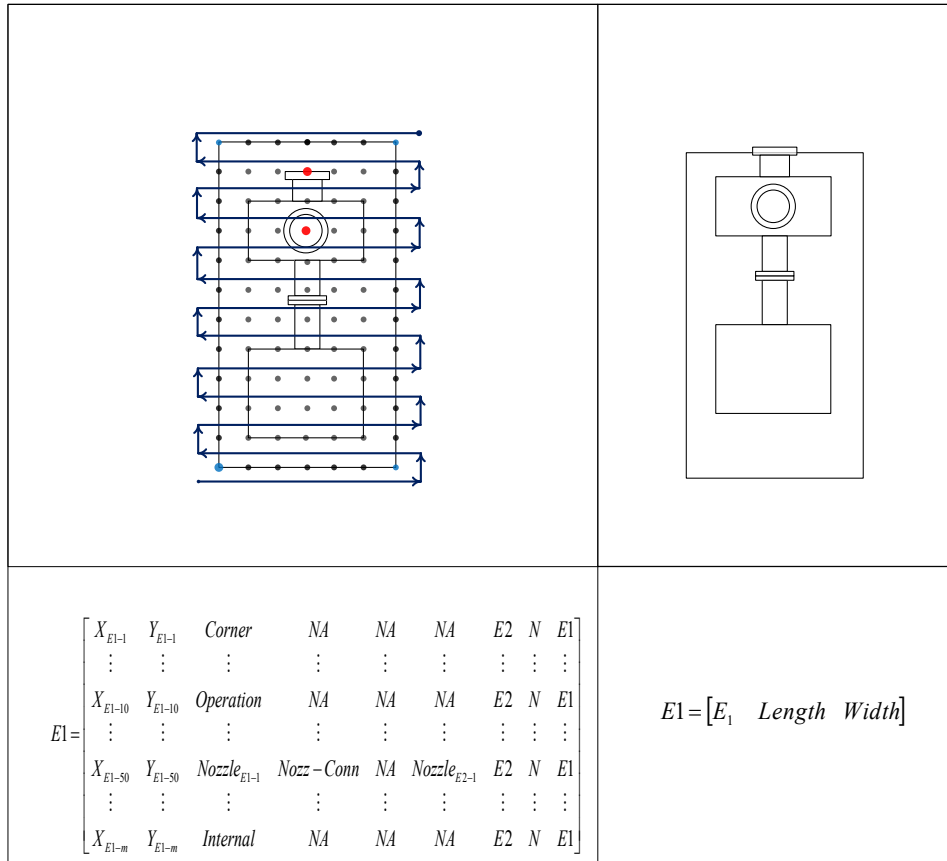 E1= [ X_{E1-1} Y_{E1-1} Corner NA NA NA E2 N E1
⋮ ⋮ ⋮ ⋮ ⋮ ⋮ ⋮ ⋮ ⋮
X_{E1-10} Y_{E1-10} Operation NA NA NA E2 N E1
⋮ ⋮ ⋮ ⋮ ⋮ ⋮ ⋮ ⋮ ⋮
X_{E1-50} Y_{E1-50} Nozzle_{E1-1} Nozz-Conn NA Nozzle_{E2-1} E2 N E1
⋮ ⋮ ⋮ ⋮ ⋮ ⋮ ⋮ ⋮ ⋮
X_{E1-m} Y_{E1-m} Internal NA NA NA E2 N E1 ]
E1=[E_1 Length Width]